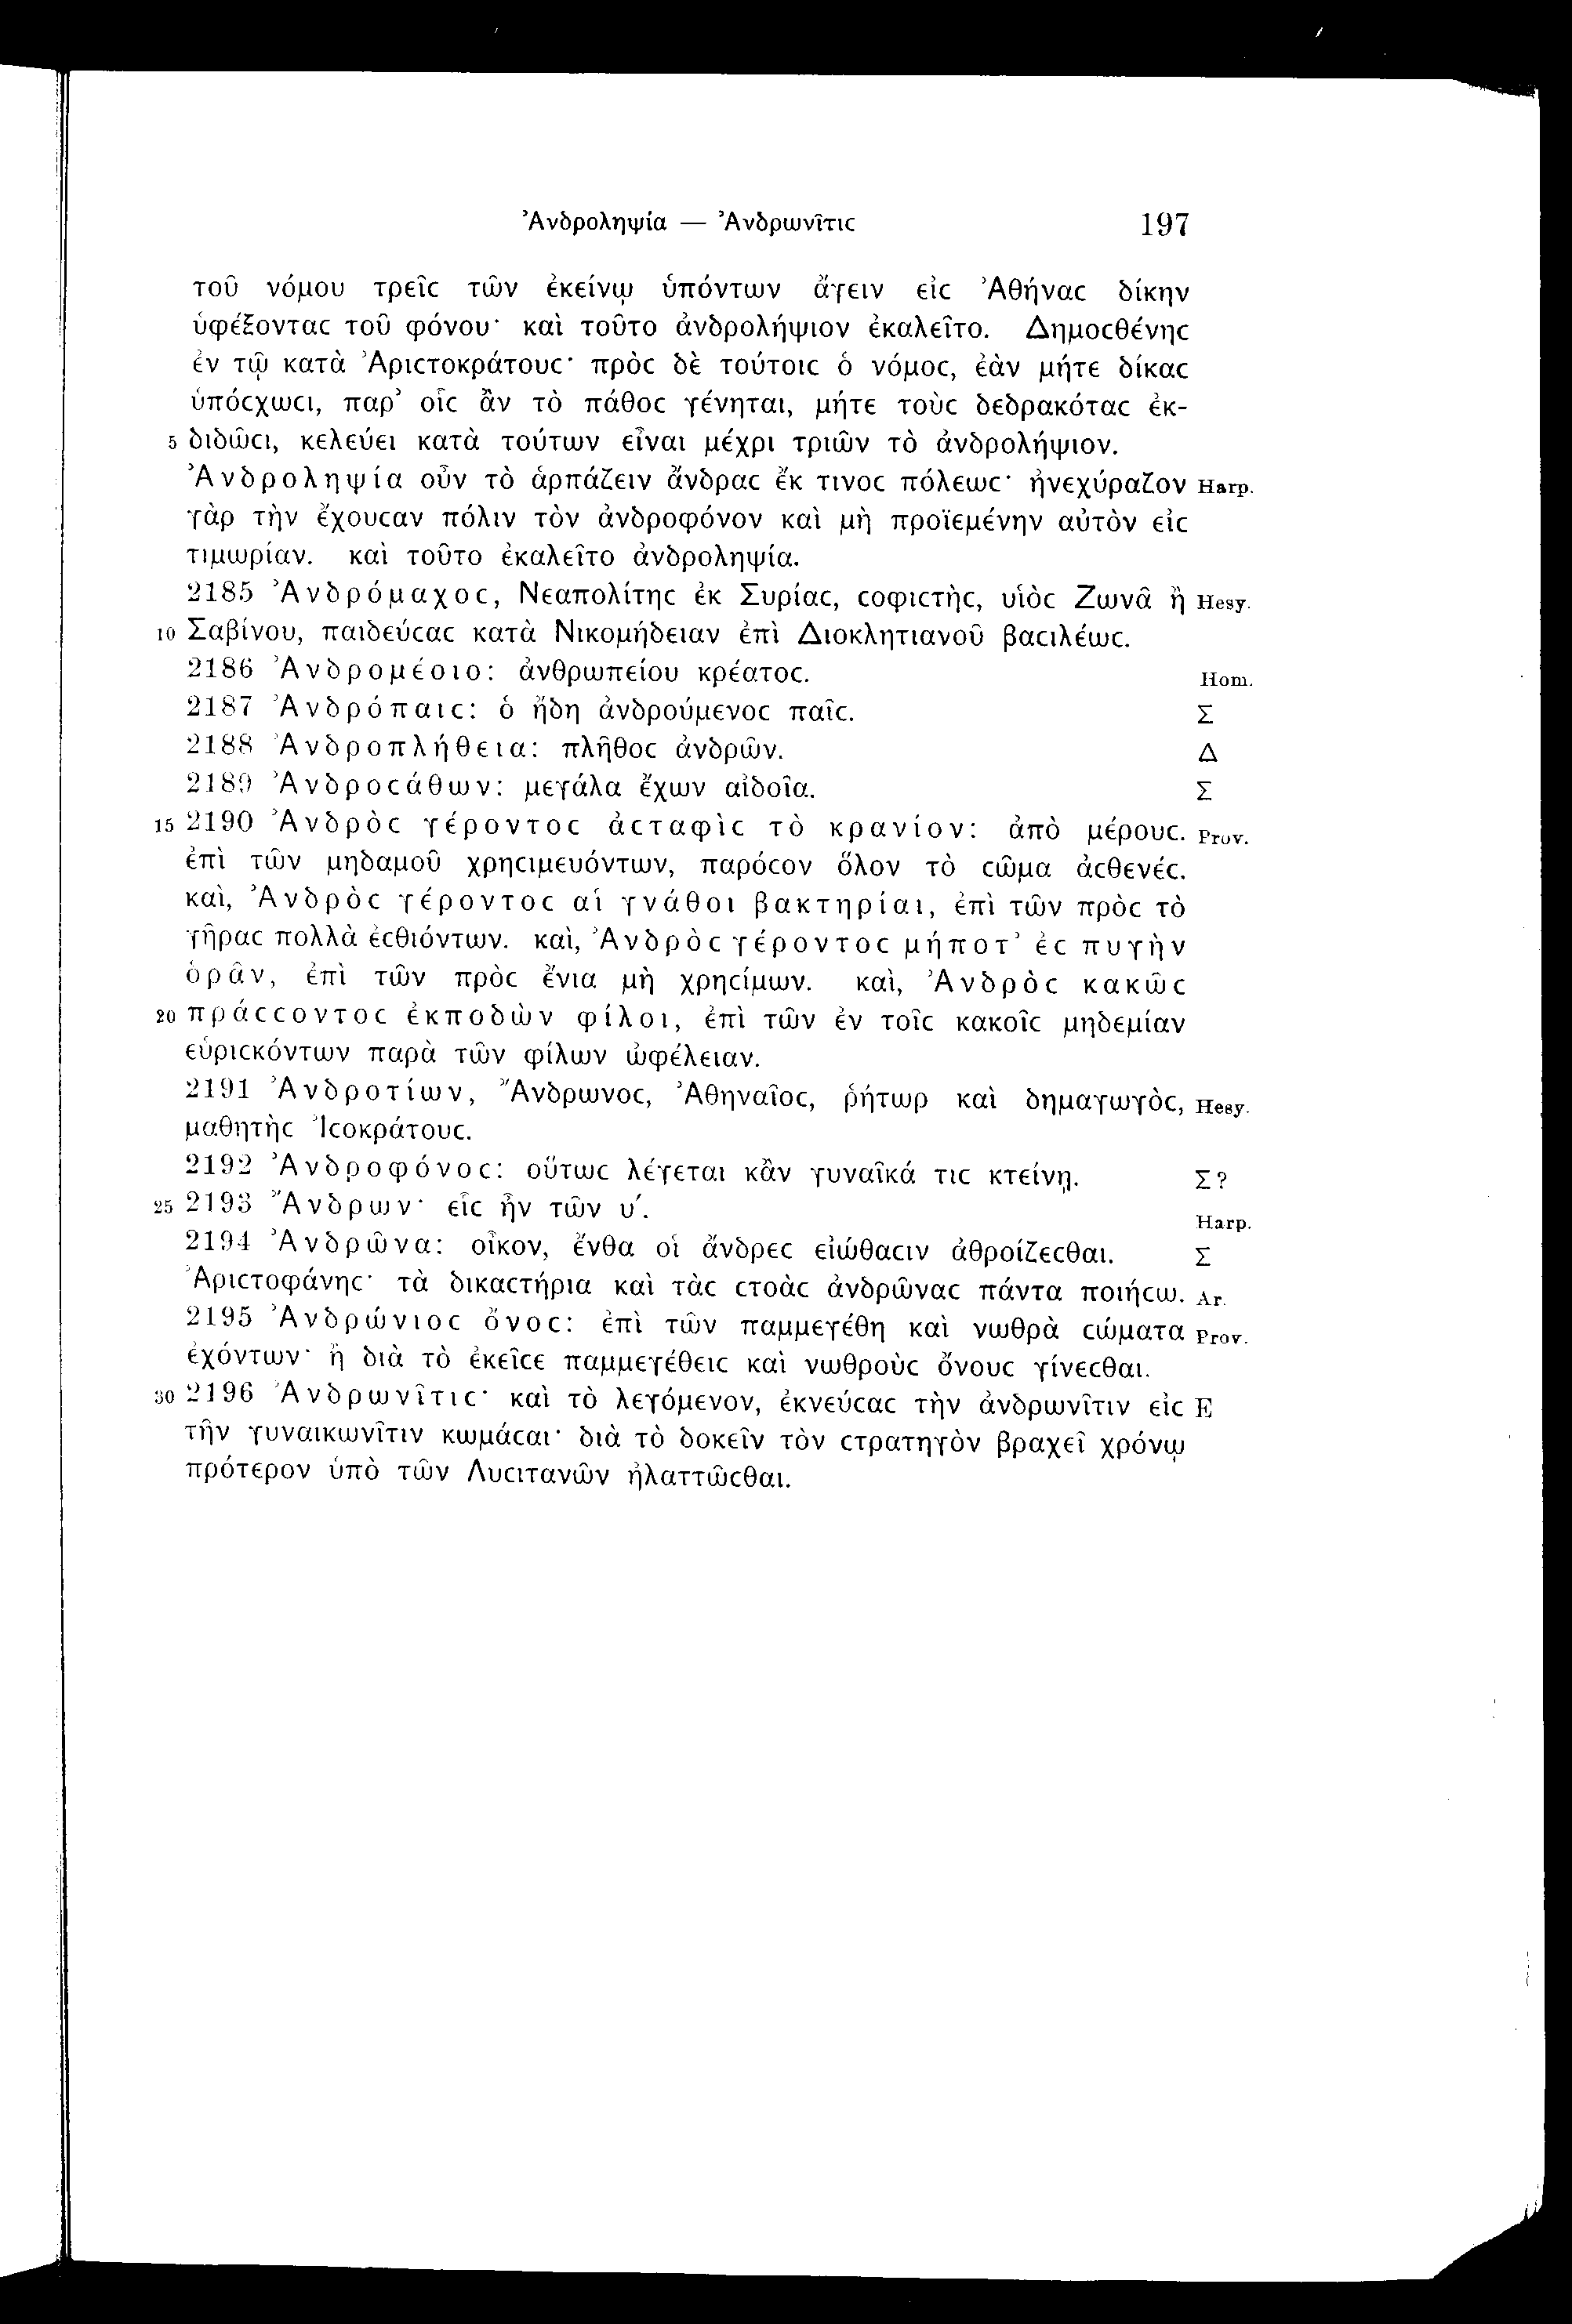 Ἀνδροληψία — Ἀνδρωνῖτιϲ 197
τοῦ νόμου τρεῖϲ τῶν ἐκείνῳ ὑπόντων ἄγειν εἰϲ Ἀθήναϲ δίκην
ὑφέξονταϲ τοῦ φόνου· καὶ τοῦτο ἀνδρολήψιον ἐκαλεῖτο. Δημοϲθένηϲ
ἐν τῷ κατὰ Ἀριϲτοκράτουϲ· πρὸϲ δὲ τούτοιϲ ὁ νόμοϲ, ἐὰν μήτε δίκαϲ
ὑπόϲχωϲι, παρ’ οἷϲ ἂν τὸ πάθοϲ γένηται, μήτε τοὺϲ δεδρακόταϲ ἐκ-
5 διδῶϲι, κελεύει κατὰ τούτων εἶναι μέχρι τριῶν τὸ ἀνδρολήψιον.
Ἀνδροληψία οὖν τὸ ἁρπάζειν ἄνδραϲ ἔκ τινοϲ πόλεωϲ· ἠνεχύραζον Harp.
γὰρ τὴν ἔχουϲαν πόλιν τὸν ἀνδροφόνον καὶ μὴ προϊεμένην αὐτὸν εἰϲ
τιμωρίαν. καὶ τοῦτο ἐκαλεῖτο ἀνδροληψία.
2185 Ἀνδρόμαχοϲ, Νεαπολίτηϲ ἐκ Συρίαϲ, ϲοφιϲτὴϲ, υἱὸϲ Ζωνᾶ ἢ Hesy.
10 Σαβίνου, παιδεύϲαϲ κατὰ Νικομήδειαν ἐπὶ Διοκλητιανοῦ βαϲιλέωϲ.
2186 Ἀνδρομέοιο: ἀνθρωπείου κρέατοϲ. Hom.
2187 Ἀνδρόπαιϲ: ὁ ἤδη ἀνδρούμενοϲ παῖϲ. Σ
2188 Ἀνδροπλήθεια: πλῆθοϲ ἀνδρῶν. Δ
2189 Ἀνδροϲάθων: μεγάλα ἔχων αἰδοῖα. Σ
15 2190 Ἀνδρὸϲ γέροντοϲ ἀϲταφὶϲ τὸ κρανίον: ἀπὸ μέρουϲ. Prov.
ἐπὶ τῶν μηδαμοῦ χρηϲιμευόντων, παρόϲον ὅλον τὸ ϲῶμα ἀϲθενέϲ.
καὶ, Ἀνδρὸϲ γέροντοϲ αἱ γνάθοι βακτηρίαι, ἐπὶ τῶν πρὸϲ τὸ
γῆραϲ πολλὰ ἐϲθιόντων. καὶ, Ἀνδρὸϲ γέροντοϲ μήποτ’ ἐϲ πυγὴν
ὁρᾶν, ἐπὶ τῶν πρὸϲ ἔνια μὴ χρηϲίμων. καὶ, Ἀνδρὸϲ κακῶϲ
20 πράϲϲοντοϲ ἐκποδὼν φίλοι, ἐπὶ τῶν ἐν τοῖϲ κακοῖϲ μηδεμίαν
εὑριϲκόντων παρὰ τῶν φίλων ὠφέλειαν.
2191 Ἀνδροτίων, Ἄνδρωνοϲ, Ἀθηναῖοϲ, ῥήτωρ καὶ δημαγωγὸϲ, Hesy.
μαθητὴϲ Ἰϲοκράτουϲ.
2192 Ἀνδροφόνοϲ: οὕτωϲ λέγεται κἂν γυναῖκά τιϲ κτείνῃ. Σ?
25 2193 Ἄνδρων· εἷϲ ἦν τῶν υʹ. Harp.
2194 Ἀνδρῶνα: οἶκον, ἔνθα οἱ ἄνδρεϲ εἰώθαϲιν ἀθροίζεϲθαι. Σ
Ἀριϲτοφάνηϲ· τὰ δικαϲτήρια καὶ τὰϲ ϲτοὰϲ ἀνδρῶναϲ πάντα ποιήϲω. Ar.
2195 Ἀνδρώνιοϲ ὄνοϲ: ἐπὶ τῶν παμμεγέθη καὶ νωθρὰ ϲώματα Prov.
ἐχόντων· ἢ διὰ τὸ ἐκεῖϲε παμμεγέθειϲ καὶ νωθροὺϲ ὄνουϲ γίνεϲθαι.
30 2196 Ἀνδρωνῖτιϲ· καὶ τὸ λεγόμενον, ἐκνεύϲαϲ τὴν ἀνδρωνῖτιν εἰϲ E
τῆν γυναικωνῖτιν κωμάϲαι· διὰ τὸ δοκεῖν τὸν ϲτρατηγὸν βραχεῖ χρόνῳ
πρότερον ὑπὸ τῶν Λυϲιτανῶν ἠλαττῶϲθαι.